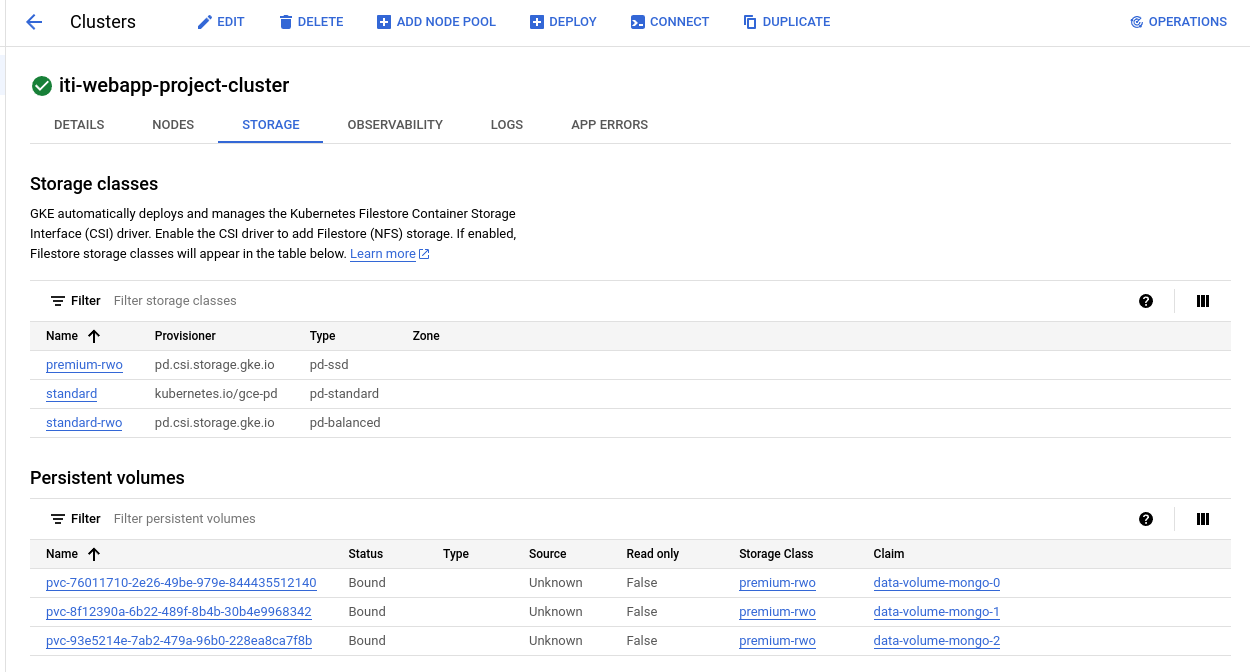 Clusters EDIT DELETE ADD NODE POOL DEPLOY CONNECT DUPLICATE OPERATIONS
iti-webapp-project-cluster
DETAILS NODES STORAGE OBSERVABILITY LOGS APP ERRORS
Storage classes
GKE automatically deploys and manages the Kubernetes Filestore Container Storage
Interface (CSI) driver. Enable the CSI driver to add Filestore (NFS) storage. If enabled,
Filestore storage classes will appear in the table below. Learn more
Filter Filter storage classes
Name Provisioner Type Zone
premium-rwo pd.csi.storage.gke.io pd-ssd
standard kubernetes.io/gce-pd pd-standard
standard-rwo pd.csi.storage.gke.io pd-balanced
Persistent volumes
Filter Filter persistent volumes
Name Status Type Source Read only Storage Class Claim
pvc-76011710-2e26-49be-979e-844435512140 Bound Unknown False premium-rwo data-volume-mongo-0
pvc-8f12390a-6b22-489f-8b4b-30b4e9968342 Bound Unknown False premium-rwo data-volume-mongo-1
pvc-93e5214e-7ab2-479a-96b0-228ea8ca7f8b Bound Unknown False premium-rwo data-volume-mongo-2